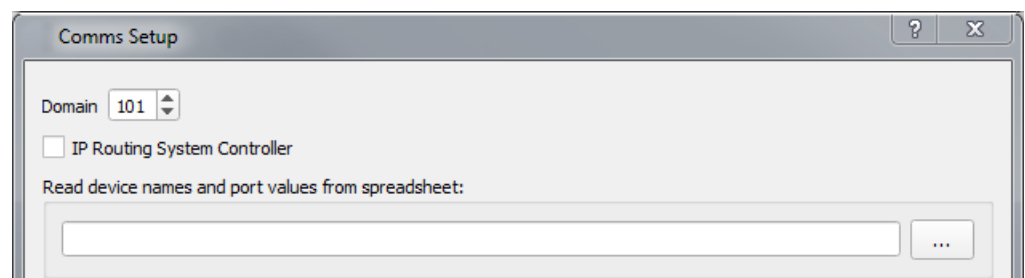 Comms Setup
Domain 101
IP Routing System Controller
Read device names and port values from spreadsheet:
...